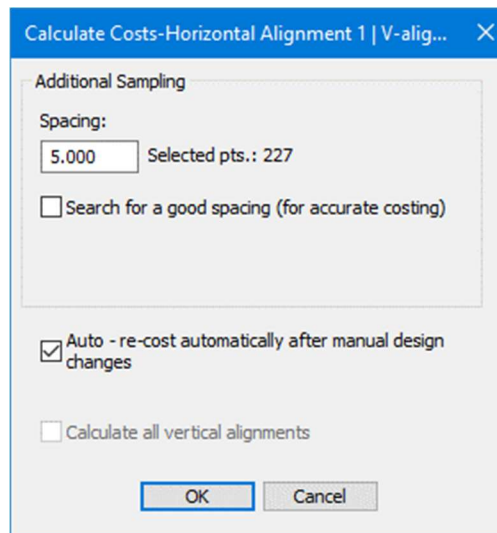 Calculate Costs-Horizontal Alignment 1 | V-alig...
Additional Sampling
Spacing:
5.000 Selected pts.: 227
Search for a good spacing (for accurate costing)
Auto - re-cost automatically after manual design
changes
Calculate all vertical alignments
OK Cancel